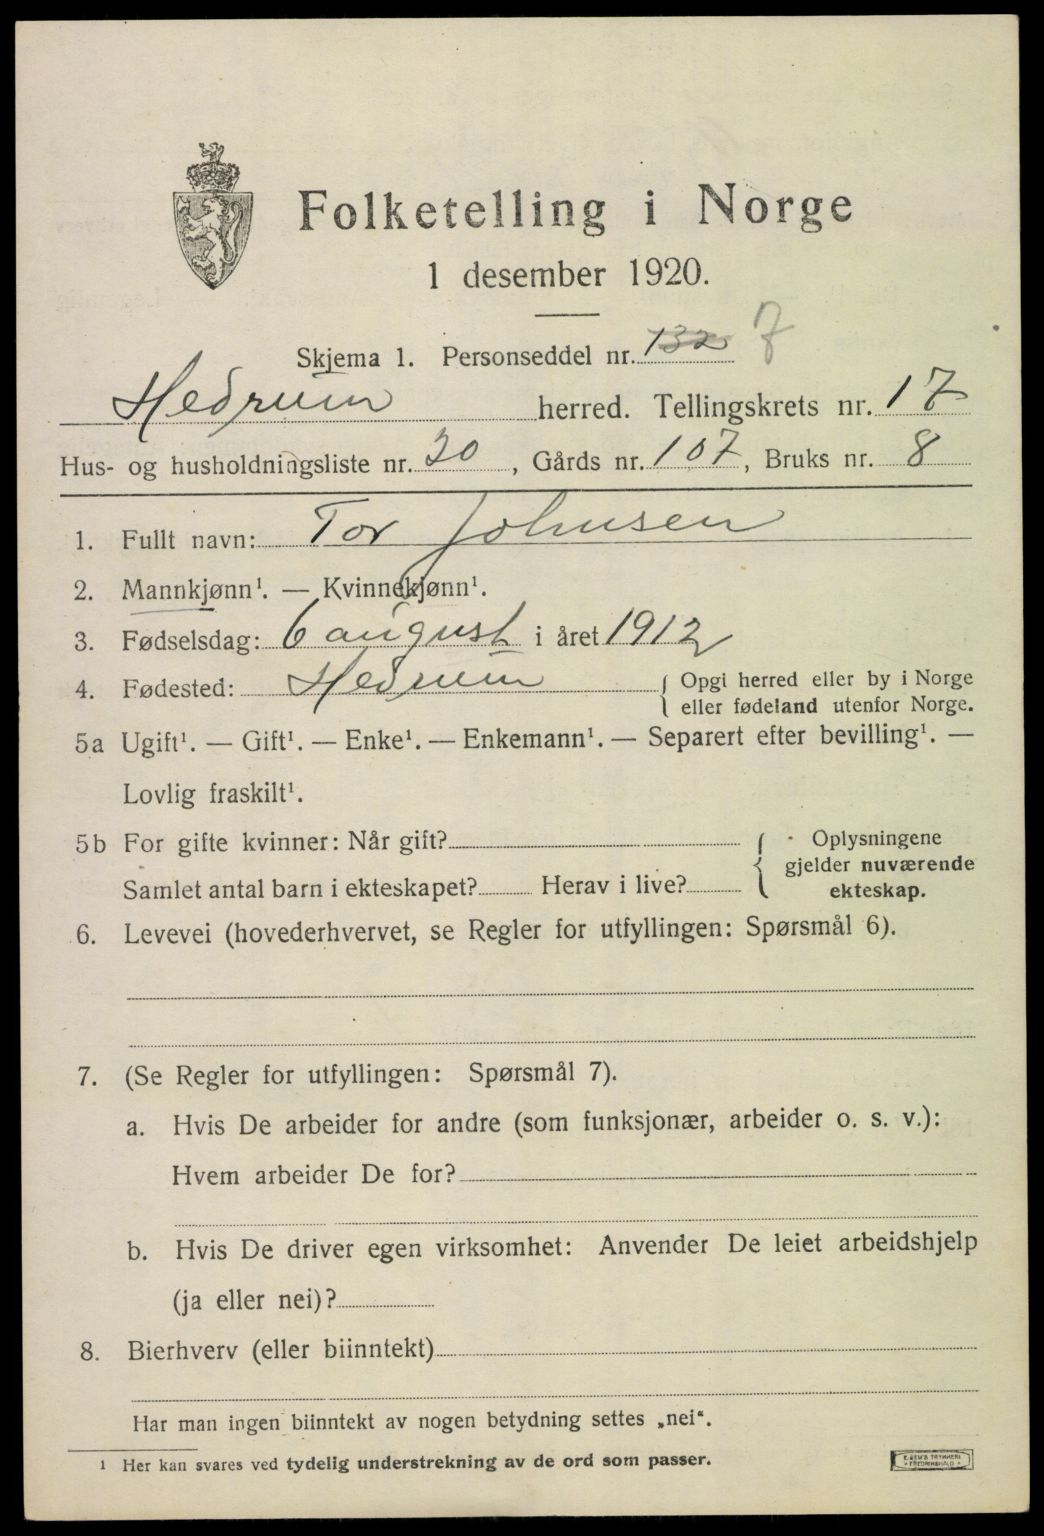 Folketelling i Norge
1 desember 1920.
Skjema 1. Personseddel nr. 132 7
Hedrum herred. Tellingskrets nr. 17
Hus- og husholdningsliste nr. 20, Gårds nr. 107, Bruks nr. 8
1. Fullt navn: Tor Johnsen
2. Mannkjønn¹. — Kvinnekjønn¹.
3. Fødselsdag: 6 august i året 1912
4. Fødested: Hedrum { Opgi herred eller by i Norge
eller fødeland utenfor Norge.
5a Ugift¹. — Gift¹. — Enke¹. — Enkemann¹. — Separert efter bevilling¹. —
Lovlig fraskilt¹.
5b For gifte kvinner: Når gift? { Oplysningene
gjelder nuværende
Samlet antal barn i ekteskapet? Herav i live? ekteskap.
6. Levevei (hovederhvervet, se Regler for utfyllingen: Spørsmål 6).
7. (Se Regler for utfyllingen: Spørsmål 7).
a. Hvis De arbeider for andre (som funksjonær, arbeider o. s. v.):
Hvem arbeider De for?
b. Hvis De driver egen virksomhet: Anvender De leiet arbeidshjelp
(ja eller nei)?
8. Bierhverv (eller biinntekt)
Har man ingen biinntekt av nogen betydning settes „nei“.
¹ Her kan svares ved tydelig understrekning av de ord som passer.
E. SEM'S TRYKKERI
FREDRIKSHALD